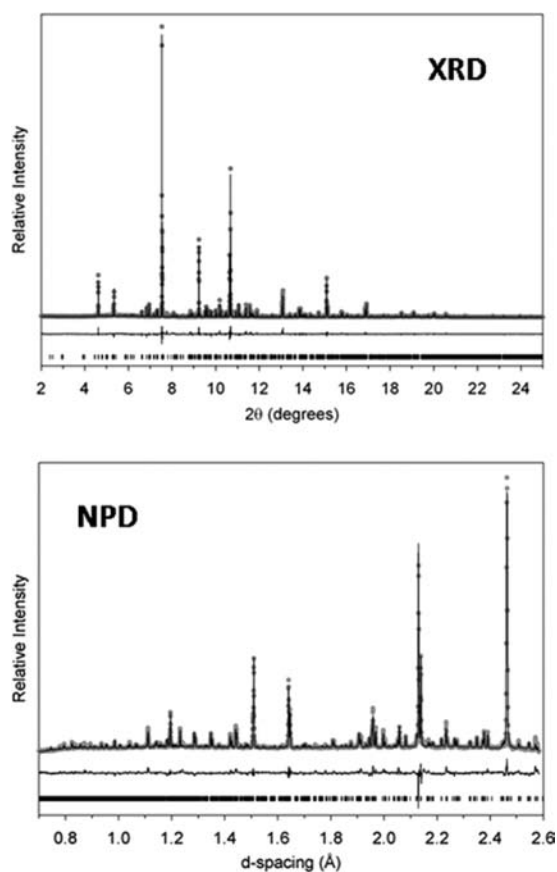 XRD
Relative Intensity
2 4 6 8 10 12 14 16 18 20 22 24
2θ (degrees)
NPD
Relative Intensity
0.8 1.0 1.2 1.4 1.6 1.8 2.0 2.2 2.4 2.6
d-spacing (Å)